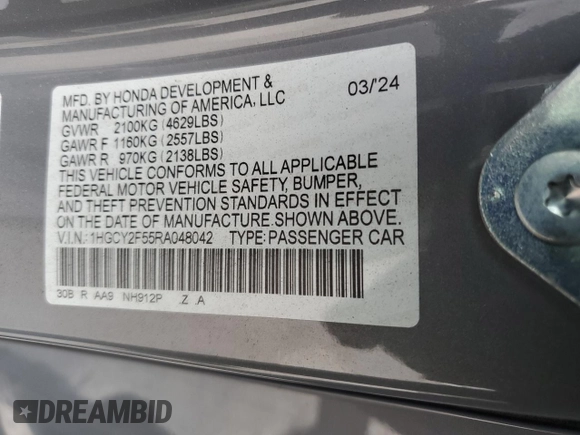 MFD. BY HONDA DEVELOPMENT &
MANUFACTURING OF AMERICA, LLC 03/'24
GVWR 2100KG (4629LBS)
GAWR F 1160KG (2557LBS)
GAWR R 970KG (2138LBS)
THIS VEHICLE CONFORMS TO ALL APPLICABLE
FEDERAL MOTOR VEHICLE SAFETY, BUMPER,
AND THEFT PREVENTION STANDARDS IN EFFECT
ON THE DATE OF MANUFACTURE SHOWN ABOVE.
V.I.N.: 1HGCY2F55RA048042 TYPE: PASSENGER CAR
30B R AA9 NH912P .Z .A
DREAMBID